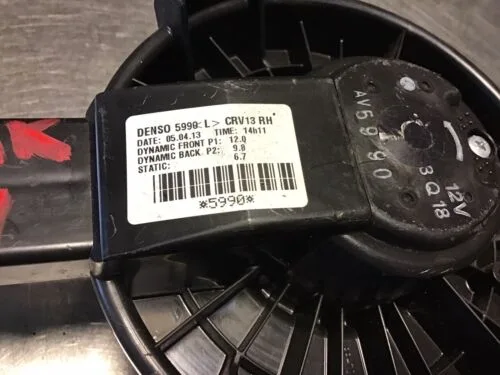 DENSO 5990 L> CRV13 RH*
DATE: 05.04.13 TIME: 14h11
DYNAMIC FRONT P1: 12.0
DYNAMIC BACK P2: 9.8
STATIC: 6.7
*5990*
AV5990
12V
3Q18